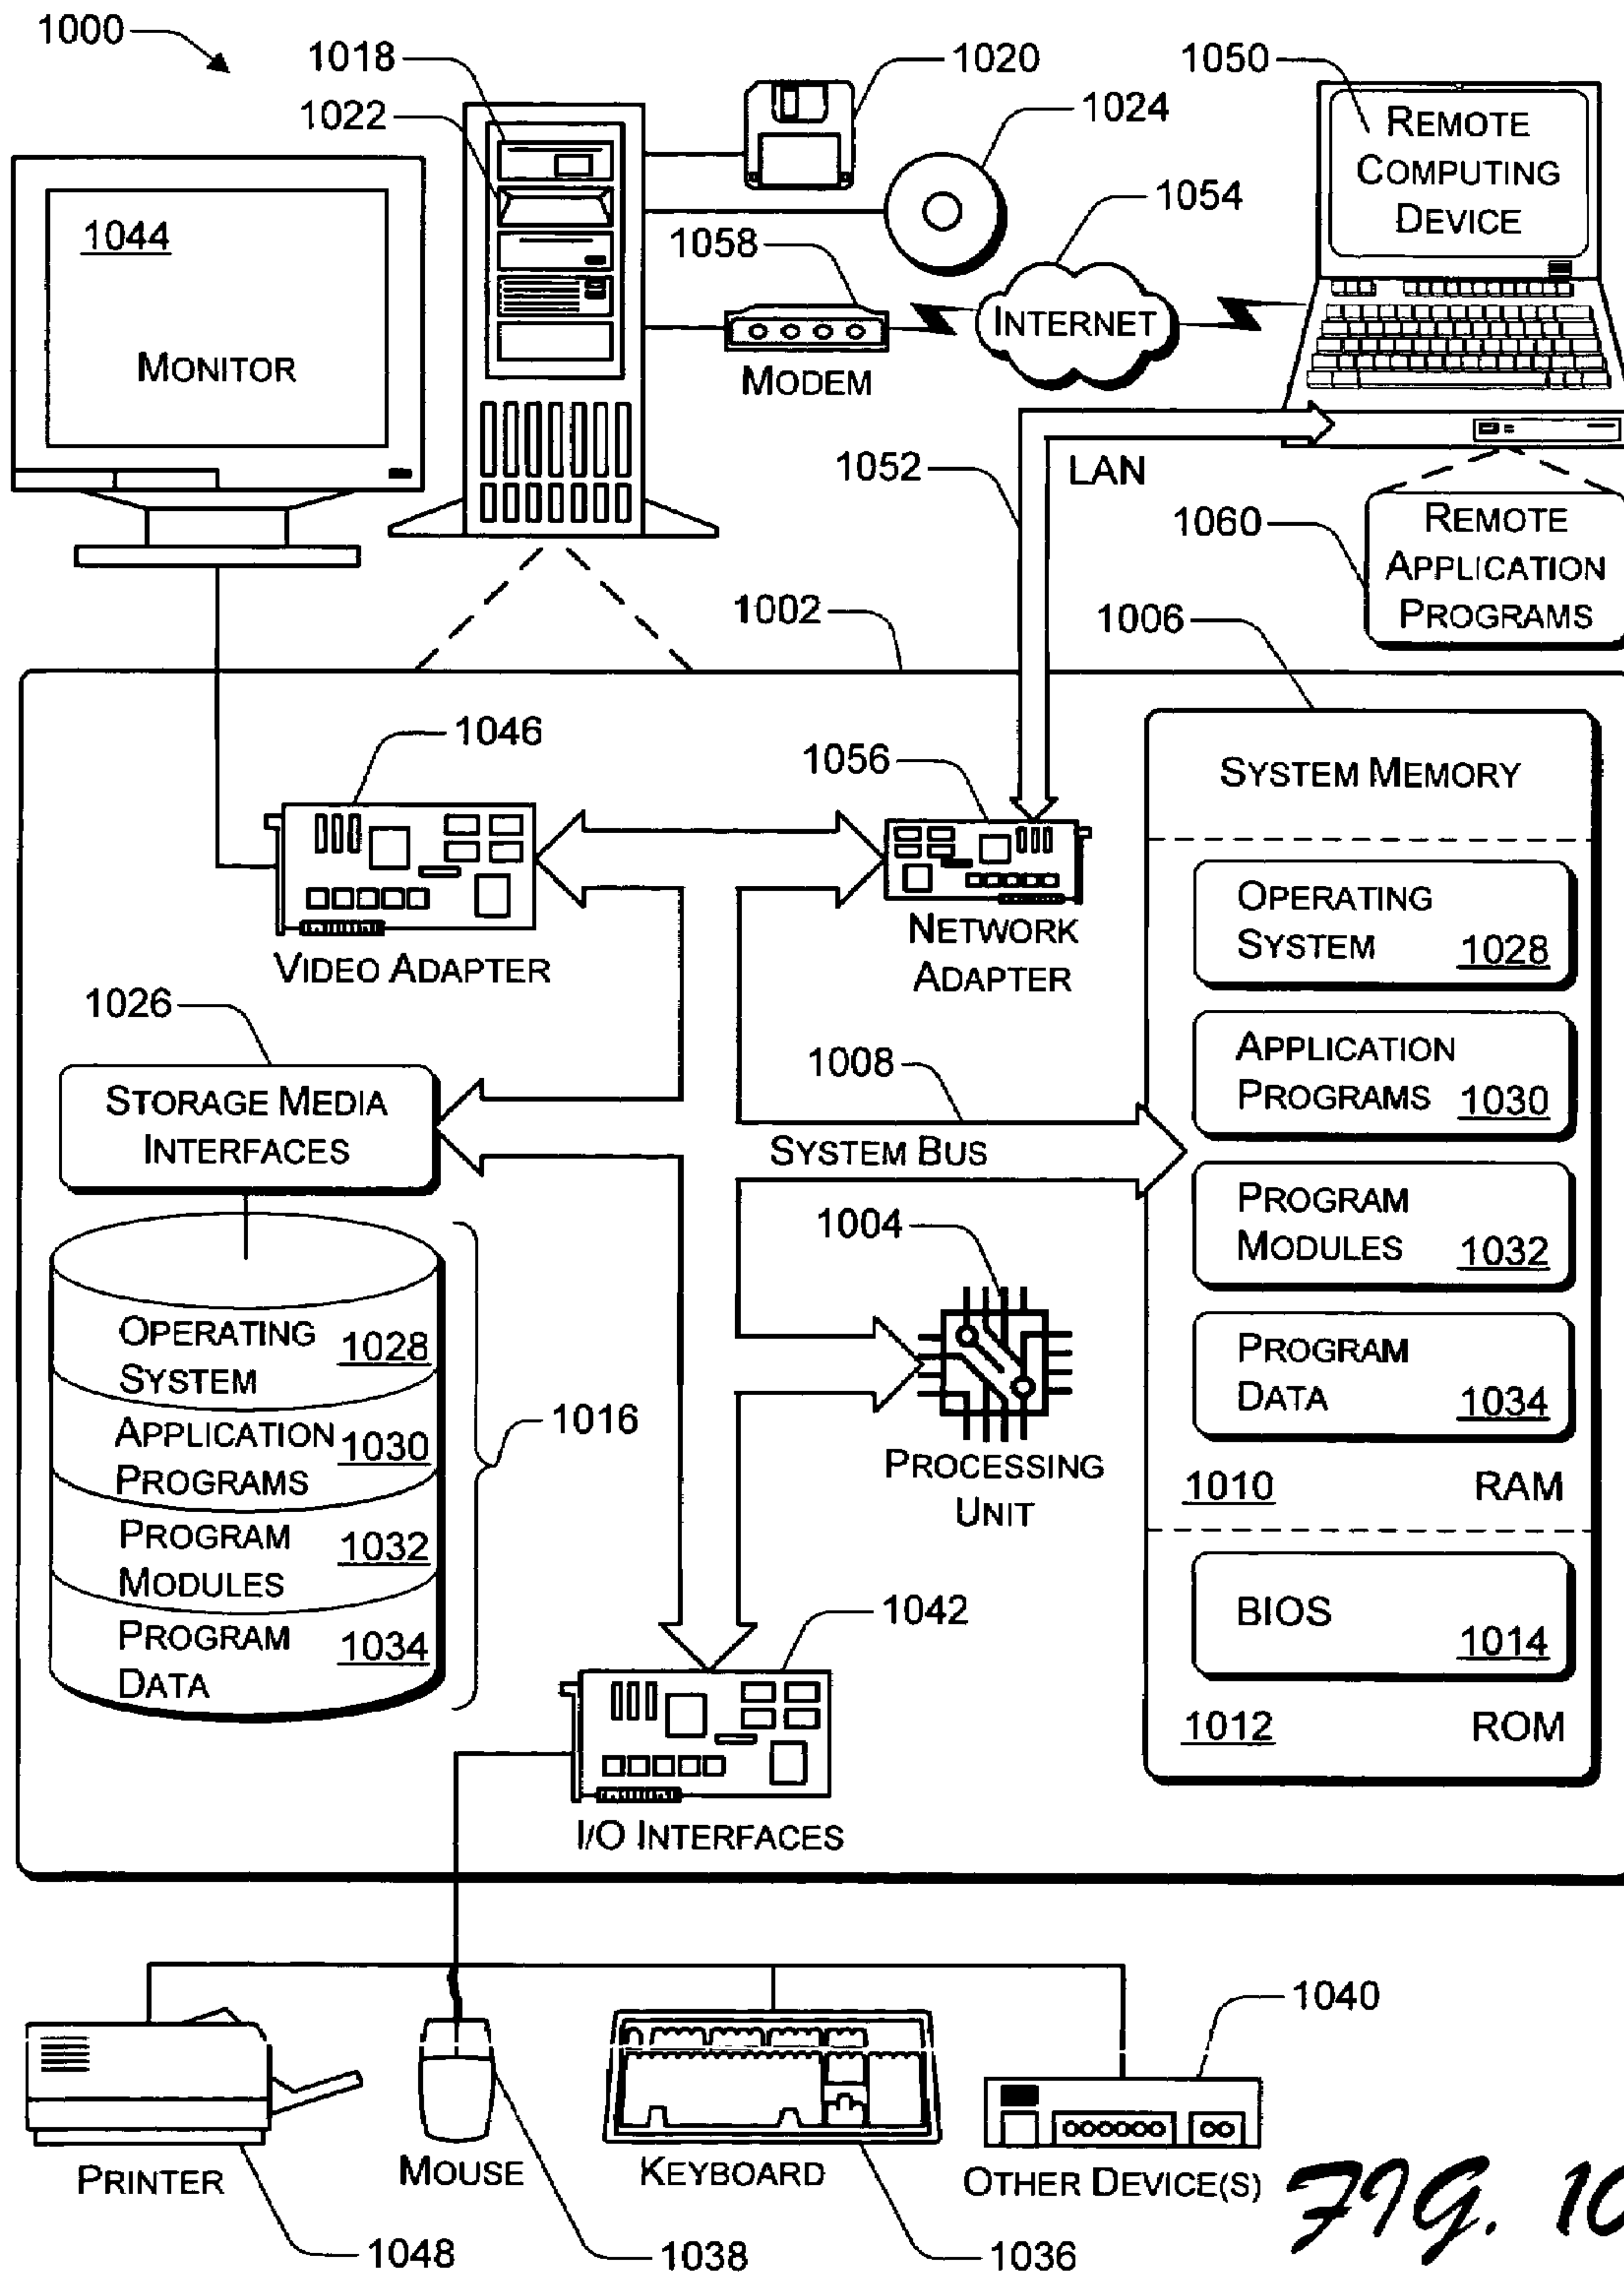 1000
1018
1020
1050
1022
1024
REMOTE
COMPUTING
DEVICE
1054
1044
1058
INTERNET
MONITOR
MODEM
1052
LAN
1060
REMOTE
APPLICATION
PROGRAMS
1002
1006
1046
1056
SYSTEM MEMORY
VIDEO ADAPTER
NETWORK
ADAPTER
OPERATING
SYSTEM 1028
1026
1008
APPLICATION
PROGRAMS 1030
STORAGE MEDIA
INTERFACES
SYSTEM BUS
PROGRAM
MODULES 1032
1004
OPERATING
SYSTEM 1028
PROGRAM
DATA 1034
APPLICATION
PROGRAMS 1030
1016
PROCESSING
UNIT
1010 RAM
PROGRAM
MODULES 1032
1042
BIOS
1014
PROGRAM
DATA 1034
1012 ROM
I/O INTERFACES
1040
PRINTER
MOUSE
KEYBOARD
OTHER DEVICE(S)
1048
1038
1036
FIG. 10